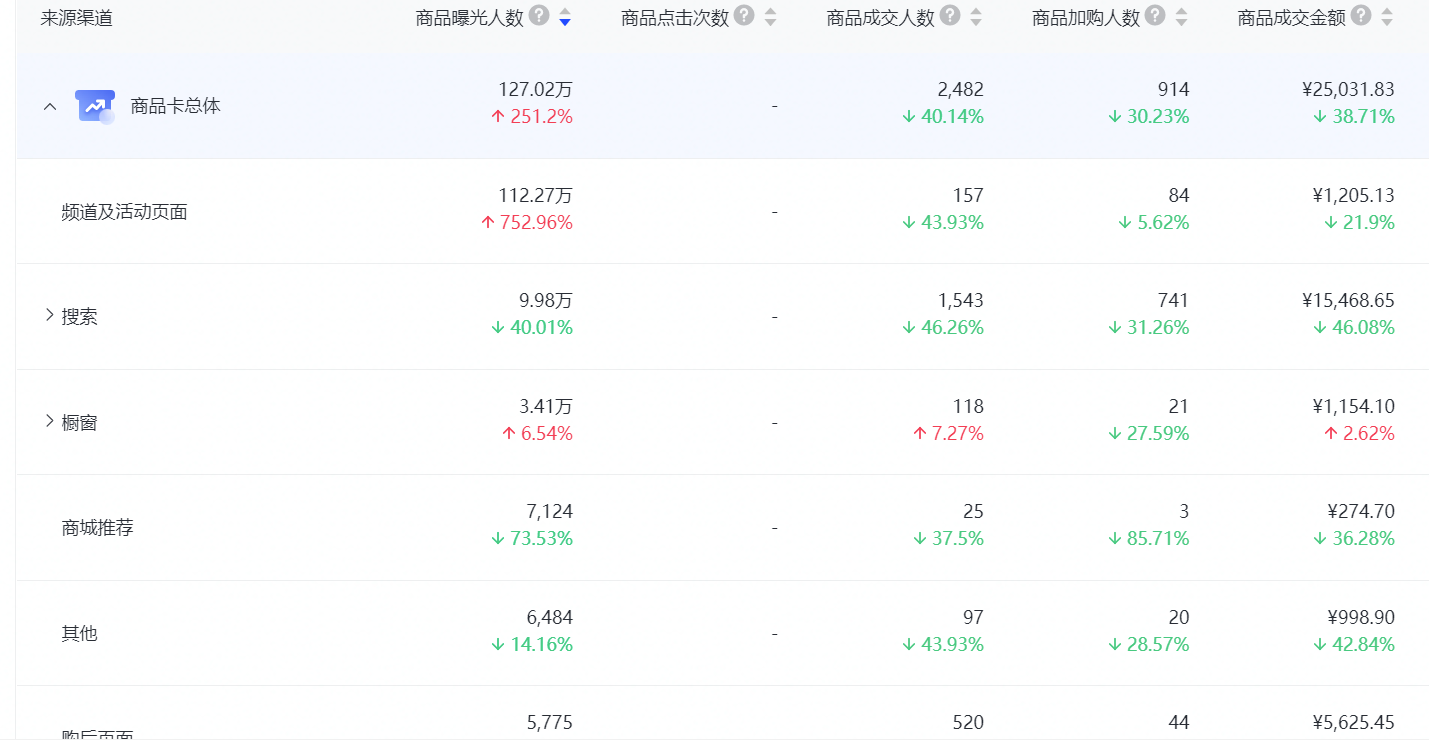 来源渠道 商品曝光人数 商品点击次数 商品成交人数 商品加购人数 商品成交金额
商品卡总体 127.02万 - 2,482 914 ¥25,031.83
↑ 251.2% ↓ 40.14% ↓ 30.23% ↓ 38.71%
频道及活动页面 112.27万 - 157 84 ¥1,205.13
↑ 752.96% ↓ 43.93% ↓ 5.62% ↓ 21.9%
搜索 9.98万 - 1,543 741 ¥15,468.65
↓ 40.01% ↓ 46.26% ↓ 31.26% ↓ 46.08%
橱窗 3.41万 - 118 21 ¥1,154.10
↑ 6.54% ↑ 7.27% ↓ 27.59% ↑ 2.62%
商城推荐 7,124 - 25 3 ¥274.70
↓ 73.53% ↓ 37.5% ↓ 85.71% ↓ 36.28%
其他 6,484 - 97 20 ¥998.90
↓ 14.16% ↓ 43.93% ↓ 28.57% ↓ 42.84%
购后页面 5,775 520 44 ¥5,625.45